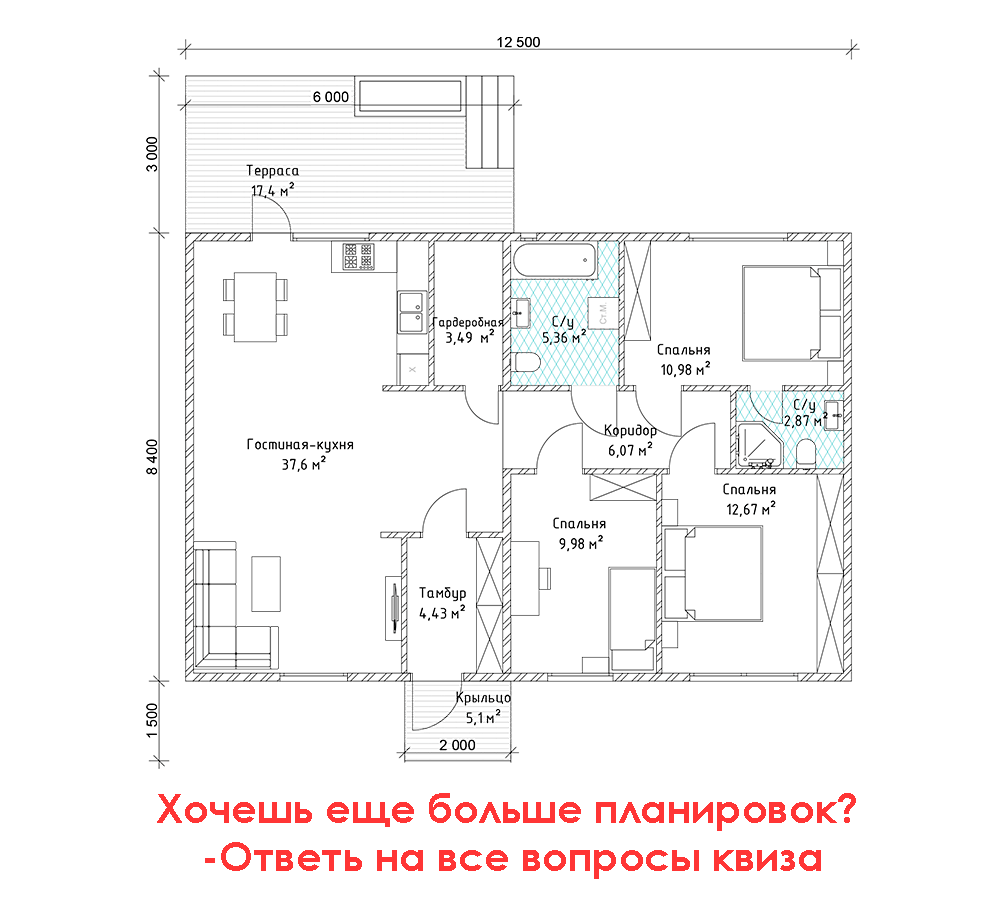 12 500
6 000
3 000
Терраса
17,4 м²
Гардеробная
3,49 м²
С/у
5,36 м²
Ст.М.
Спальня
10,98 м²
X
С/у
2,87 м²
Коридор
6,07 м²
Гостиная-кухня
37,6 м²
8 400
Спальня
12,67 м²
Спальня
9,98 м²
Тамбур
4,43 м²
Крыльцо
5,1 м²
1 500
2 000
Хочешь еще больше планировок?
-Ответь на все вопросы квиза